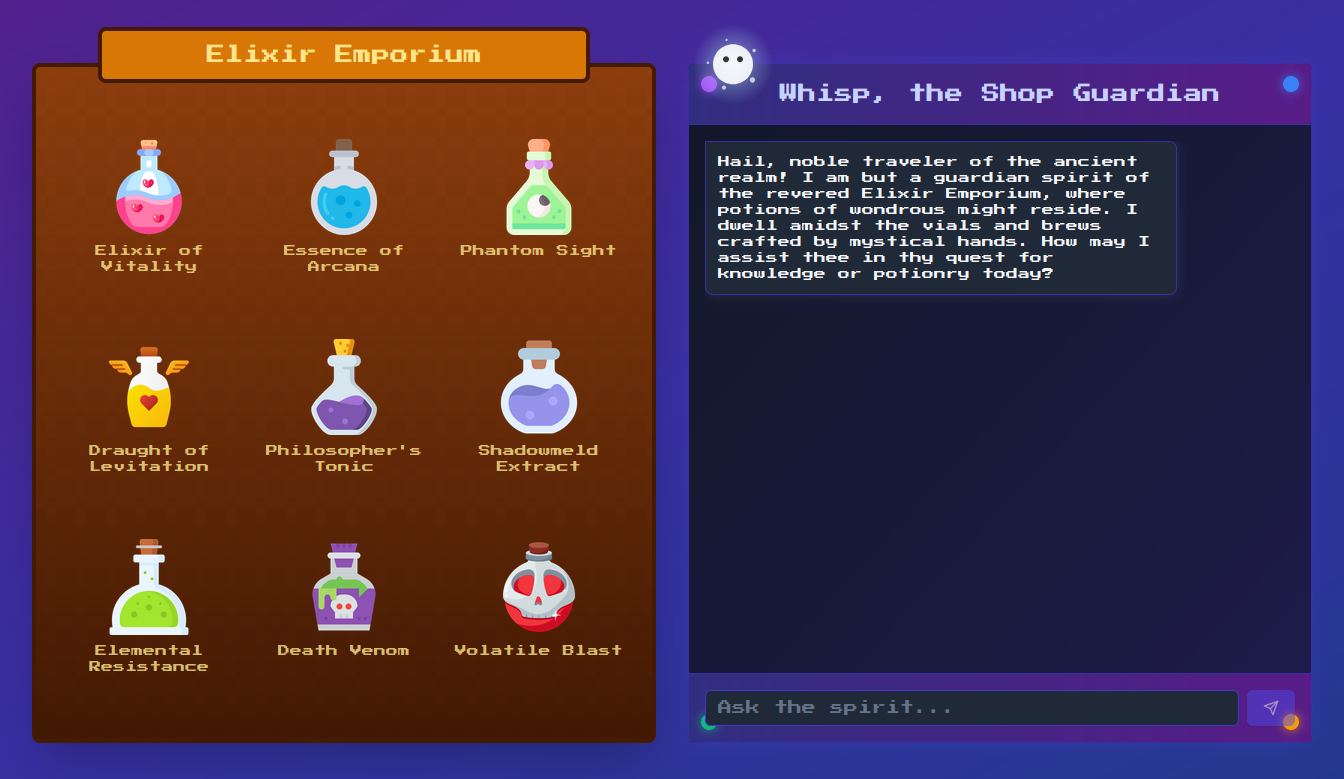 Elixir Emporium
Elixir of
Vitality
Essence of
Arcana
Phantom Sight
Draught of
Levitation
Philosopher's
Tonic
Shadowmeld
Extract
Elemental
Resistance
Death Venom
Volatile Blast
Whisp, the Shop Guardian
Hail, noble traveler of the ancient
realm! I am but a guardian spirit of
the revered Elixir Emporium, where
potions of wondrous might reside. I
dwell amidst the vials and brews
crafted by mystical hands. How may I
assist thee in thy quest for
knowledge or potionry today?
Ask the spirit...